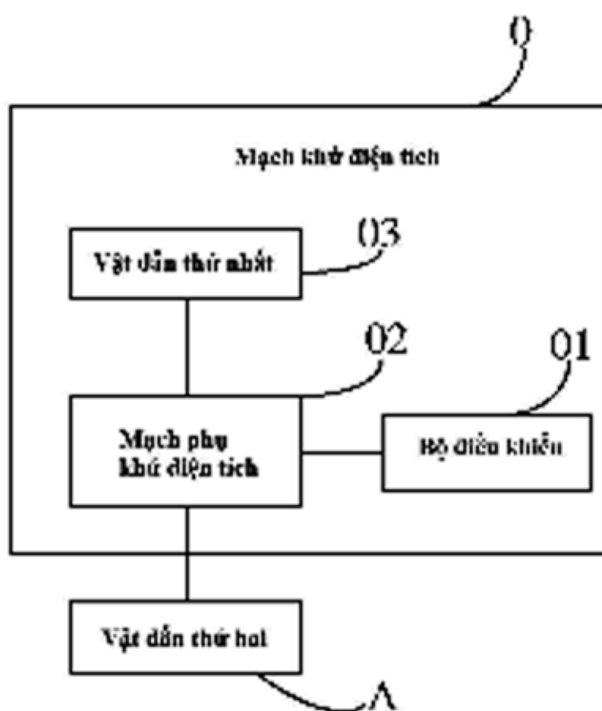 0
Mạch khử điện tích
03
Vật dẫn thứ nhất
02
01
Mạch phụ
khử điện tích
Bộ điều khiển
Vật dẫn thứ hai
A